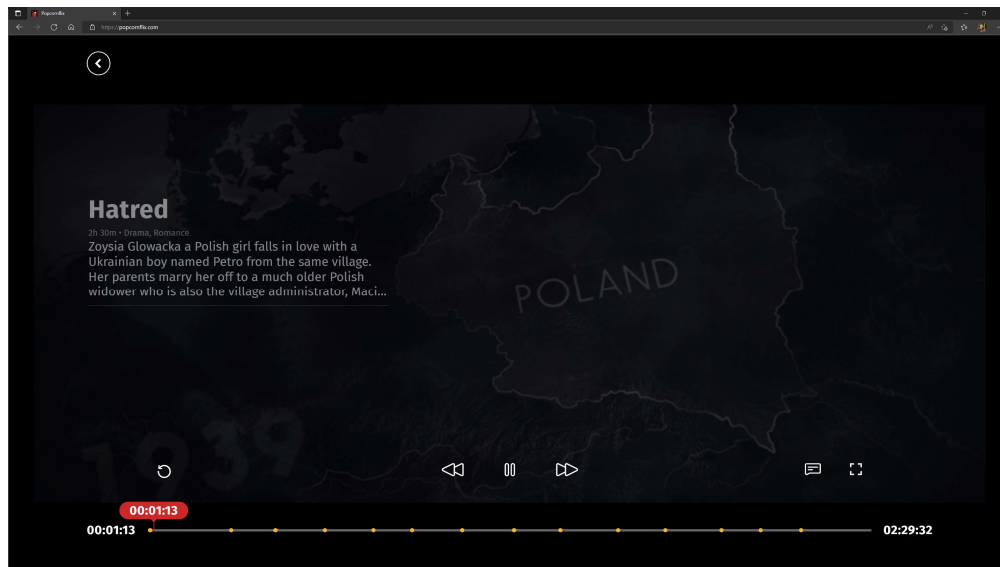 Popcornflix
https://popcornflix.com
Hatred
2h 30m • Drama, Romance
Zoysia Glowacka a Polish girl falls in love with a
Ukrainian boy named Petro from the same village.
Her parents marry her off to a much older Polish
widower who is also the village administrator, Maci...
POLAND
1939
00:01:13
00:01:13
02:29:32